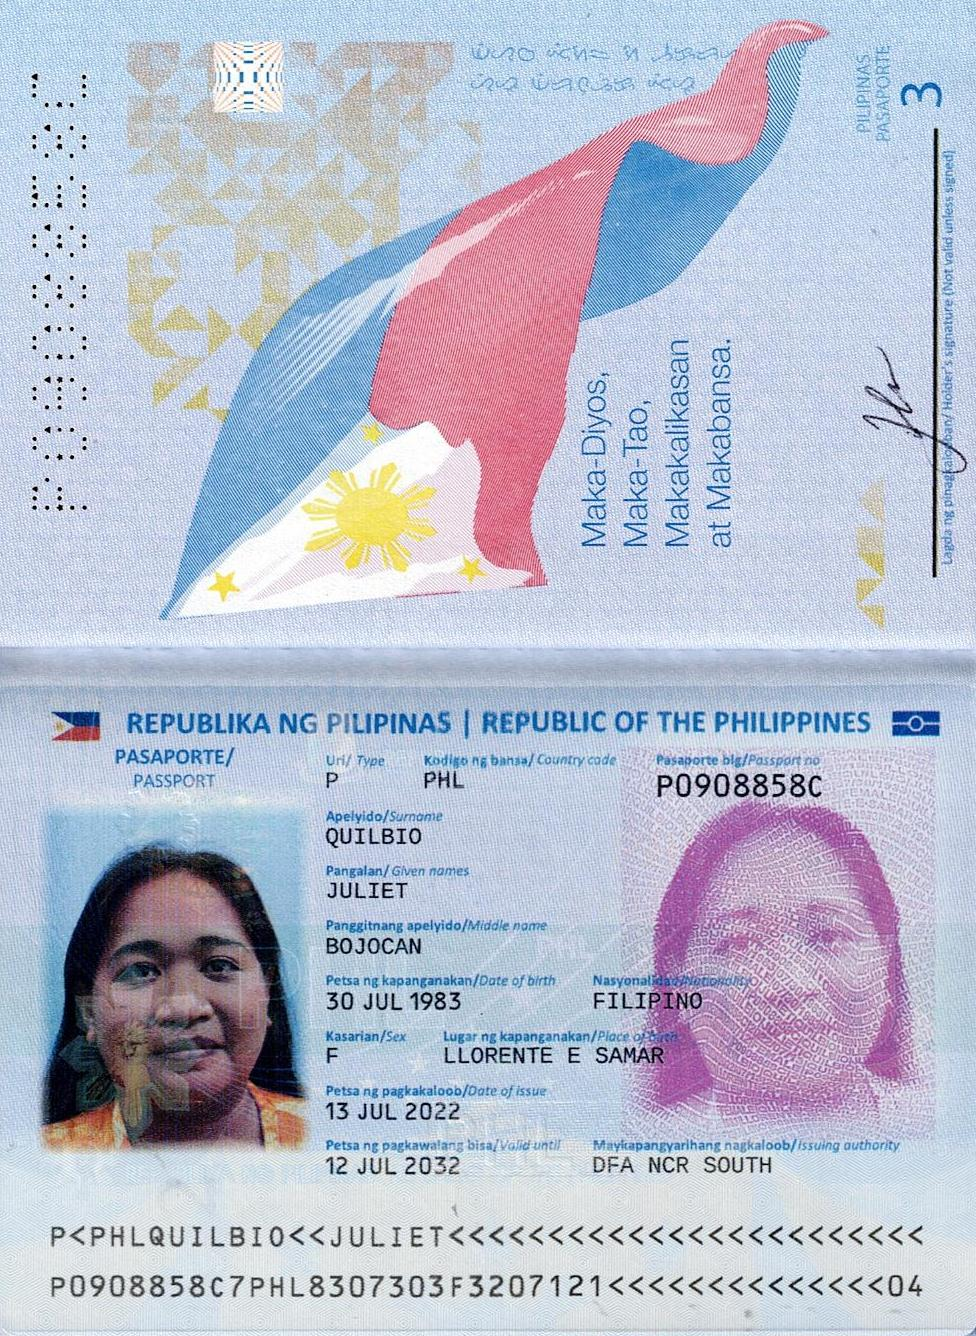 P0908858C
PILIPINAS
PASAPORTE
3
Maka-Diyos,
Maka-Tao,
Makakalikasan
at Makabansa.
Lagda ng pinagkalooban/ Holder's signature (Not valid unless signed)
REPUBLIKA NG PILIPINAS | REPUBLIC OF THE PHILIPPINES
PASAPORTE/
PASSPORT
Uri/ Type Kodigo ng bansa/ Country code Pasaporte blg/Passport no
P PHL P0908858C
Apelyido/Surname
QUILBIO
Pangalan/ Given names
JULIET
Panggitnang apelyido/Middle name
BOJOCAN
Petsa ng kapanganakan/Date of birth Nasyonalidad/Nationality
30 JUL 1983 FILIPINO
Kasarian/Sex Lugar ng kapanganakan/Place of birth
F LLORENTE E SAMAR
Petsa ng pagkakaloob/Date of issue
13 JUL 2022
Petsa ng pagkawalang bisa/Valid until Maykapangyarihang nagkaloob/Issuing authority
12 JUL 2032 DFA NCR SOUTH
P<PHLQUILBIO<<JULIET<<<<<<<<<<<<<<<<<<<<<<<<
P0908858C7PHL8307303F3207121<<<<<<<<<<<<<<04